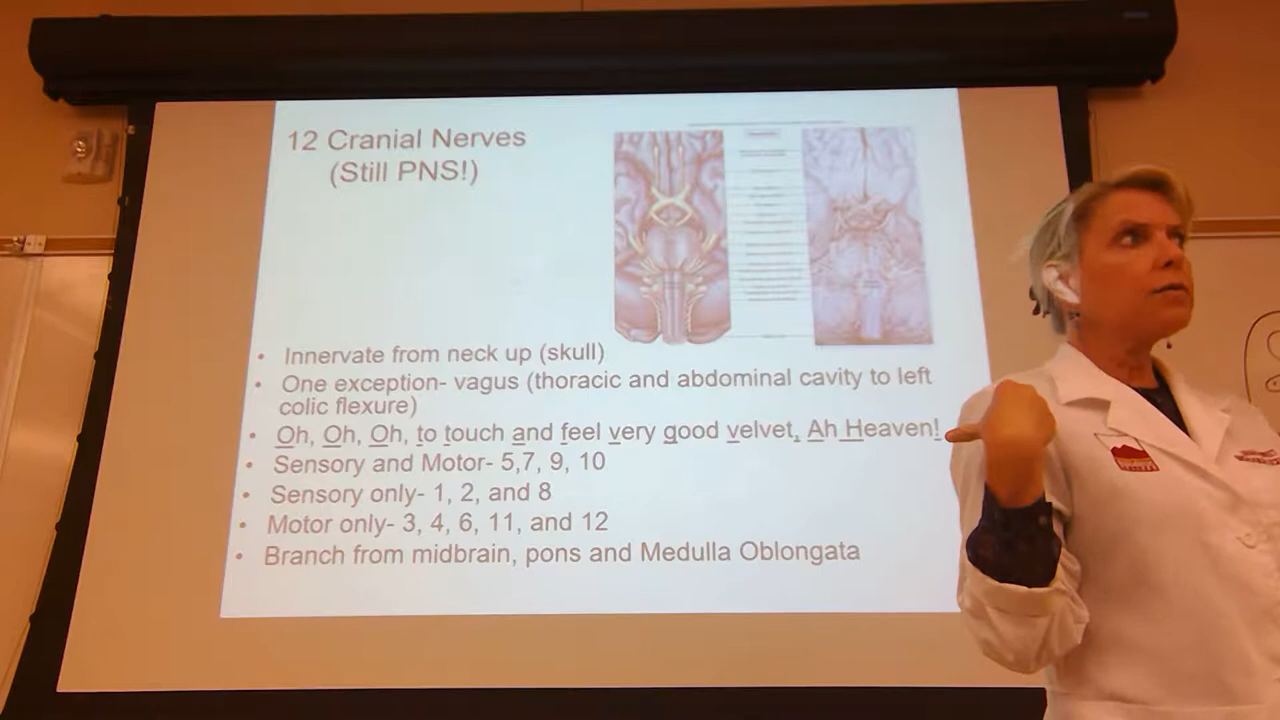 12 Cranial Nerves
(Still PNS!)
• Innervate from neck up (skull)
• One exception- vagus (thoracic and abdominal cavity to left
colic flexure)
• Oh, Oh, Oh, to touch and feel very good velvet, Ah Heaven!
• Sensory and Motor- 5,7, 9, 10
• Sensory only- 1, 2, and 8
• Motor only- 3, 4, 6, 11, and 12
• Branch from midbrain, pons and Medulla Oblongata